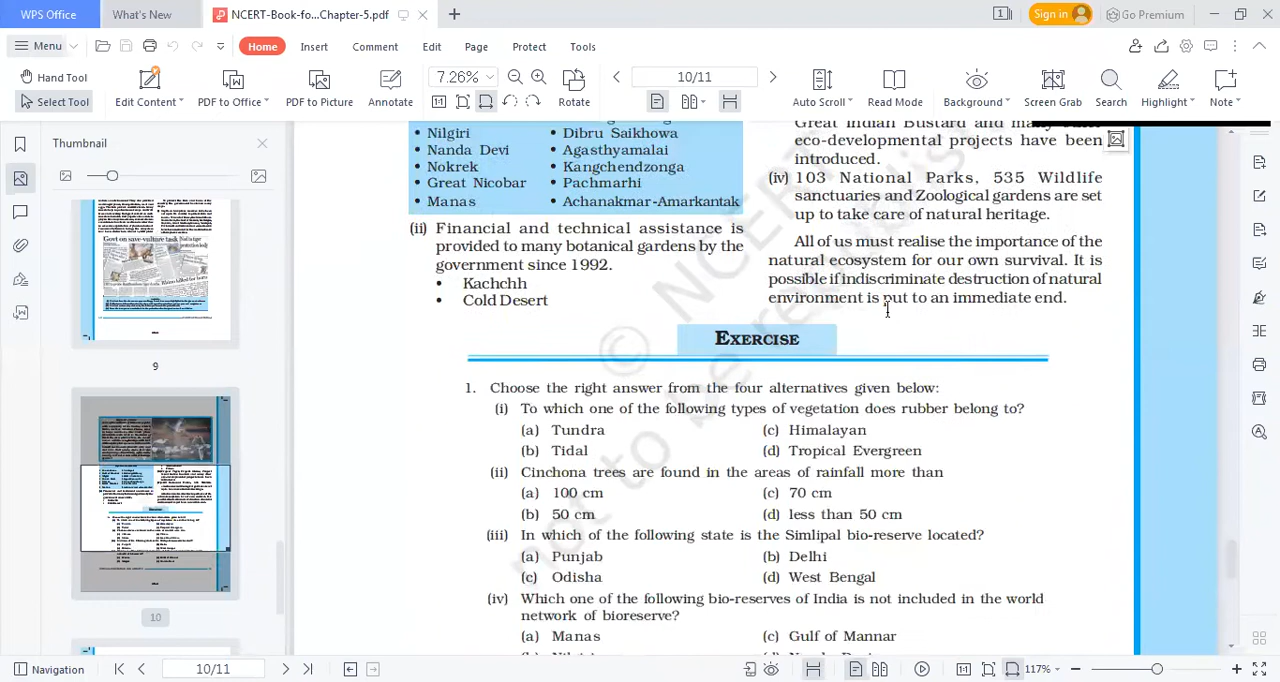 WPS Office
What's New
NCERT-Book-fo...Chapter-5.pdf
Sign in
Go Premium
Menu
Home
Insert
Comment
Edit
Page
Protect
Tools
Hand Tool
Select Tool
Edit Content
PDF to Office
PDF to Picture
Annotate
7.26%
Rotate
10/11
Auto Scroll
Read Mode
Background
Screen Grab
Search
Highlight
Note
Thumbnail
9
10
• Nilgiri
• Dibru Saikhowa
• Nanda Devi
• Agasthyamalai
• Nokrek
• Kangchendzonga
• Great Nicobar
• Pachmarhi
• Manas
• Achanakmar-Amarkantak
(ii) Financial and technical assistance is
provided to many botanical gardens by the
government since 1992.
• Kachchh
• Cold Desert
Great Indian Bustard and many
eco-developmental projects have been
introduced.
(iv) 103 National Parks, 535 Wildlife
sanctuaries and Zoological gardens are set
up to take care of natural heritage.
All of us must realise the importance of the
natural ecosystem for our own survival. It is
possible if indiscriminate destruction of natural
environment is put to an immediate end.
© NCERT
not to be republished
EXERCISE
1. Choose the right answer from the four alternatives given below:
(i) To which one of the following types of vegetation does rubber belong to?
(a) Tundra (c) Himalayan
(b) Tidal (d) Tropical Evergreen
(ii) Cinchona trees are found in the areas of rainfall more than
(a) 100 cm (c) 70 cm
(b) 50 cm (d) less than 50 cm
(iii) In which of the following state is the Simlipal bio-reserve located?
(a) Punjab (b) Delhi
(c) Odisha (d) West Bengal
(iv) Which one of the following bio-reserves of India is not included in the world
network of bioreserve?
(a) Manas (c) Gulf of Mannar
Navigation
10/11
117%